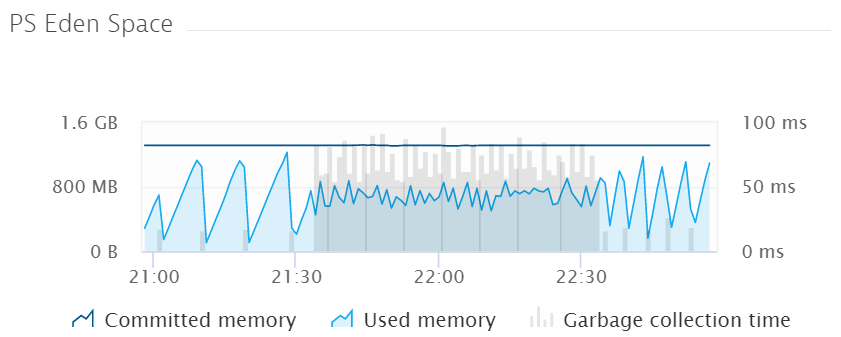 PS Eden Space
1.6 GB
100 ms
800 MB
50 ms
0 B
0 ms
21:00 21:30 22:00 22:30
Committed memory Used memory Garbage collection time